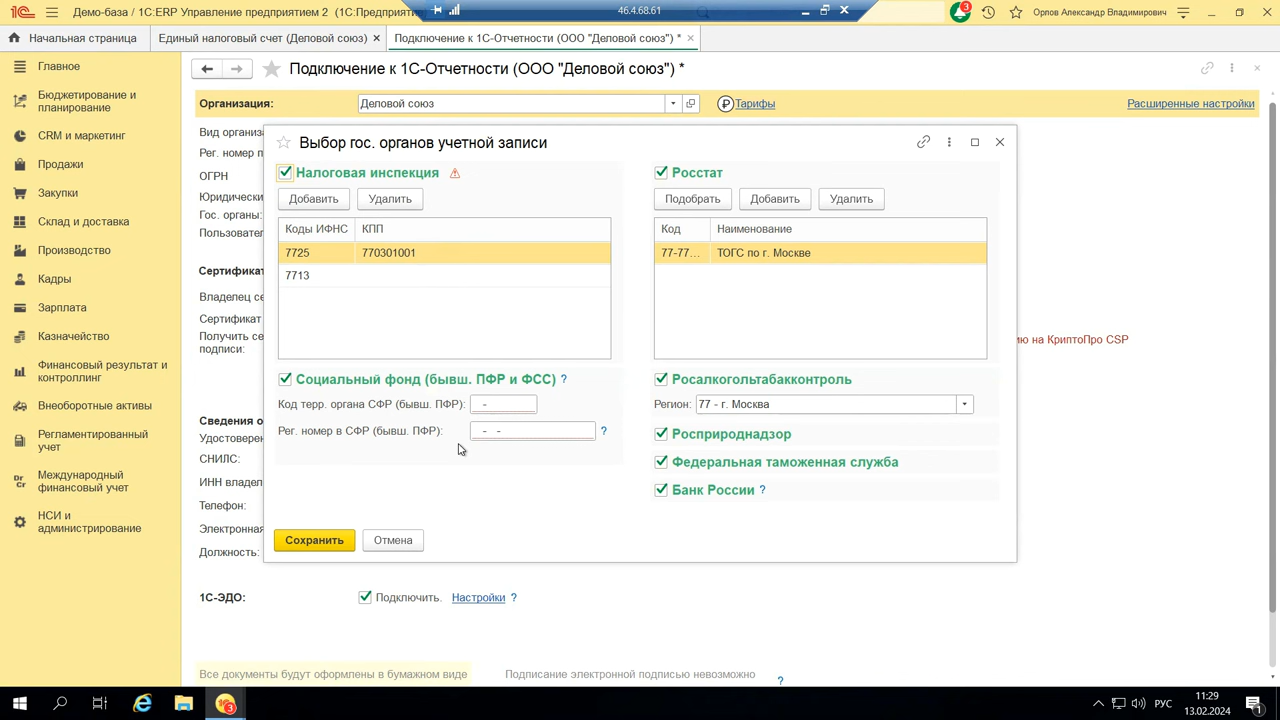 Демо-база / 1С:ERP Управление предприятием 2 (1С:Предприятие
46.4.68.61
3
Орлов Александр Владимирович
Начальная страница
Единый налоговый счет (Деловой союз) ×
Подключение к 1С-Отчетности (ООО "Деловой союз") * ×
Главное
Бюджетирование и
планирование
CRM и маркетинг
Продажи
Закупки
Склад и доставка
Производство
Кадры
Зарплата
Казначейство
Финансовый результат и
контроллинг
Внеоборотные активы
Регламентированный
учет
Международный
финансовый учет
НСИ и
администрирование
Подключение к 1С-Отчетности (ООО "Деловой союз") *
Организация:
Деловой союз
Тарифы
Расширенные настройки
Вид организа
Рег. номер п
ОГРН
Юридически
Гос. органы:
Пользовател
Сертификат
Владелец се
Сертификат
Получить се
подписи:
ию на КриптоПро CSP
Сведения о
Удостовере
СНИЛС:
ИНН владел
Телефон:
Электронная
Должность:
Выбор гос. органов учетной записи
Налоговая инспекция
Добавить
Удалить
Коды ИФНС
КПП
7725
770301001
7713
Социальный фонд (бывш. ПФР и ФСС) ?
Код терр. органа СФР (бывш. ПФР): -
Рег. номер в СФР (бывш. ПФР): - - ?
Росстат
Подобрать
Добавить
Удалить
Код
Наименование
77-77...
ТОГС по г. Москве
Росалкогольтабакконтроль
Регион: 77 - г. Москва
Росприроднадзор
Федеральная таможенная служба
Банк России ?
Сохранить
Отмена
1С-ЭДО:
Подключить. Настройки ?
Все документы будут оформлены в бумажном виде
Подписание электронной подписью невозможно ?
3
РУС
11:29
13.02.2024
1